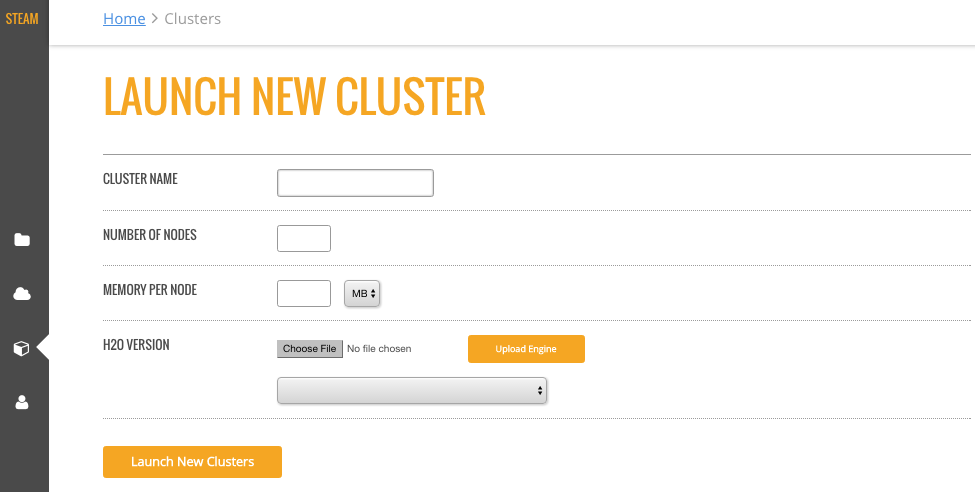 STEAM
Home > Clusters
LAUNCH NEW CLUSTER
CLUSTER NAME
NUMBER OF NODES
MEMORY PER NODE
MB
H2O VERSION
Choose File No file chosen
Upload Engine
Launch New Clusters